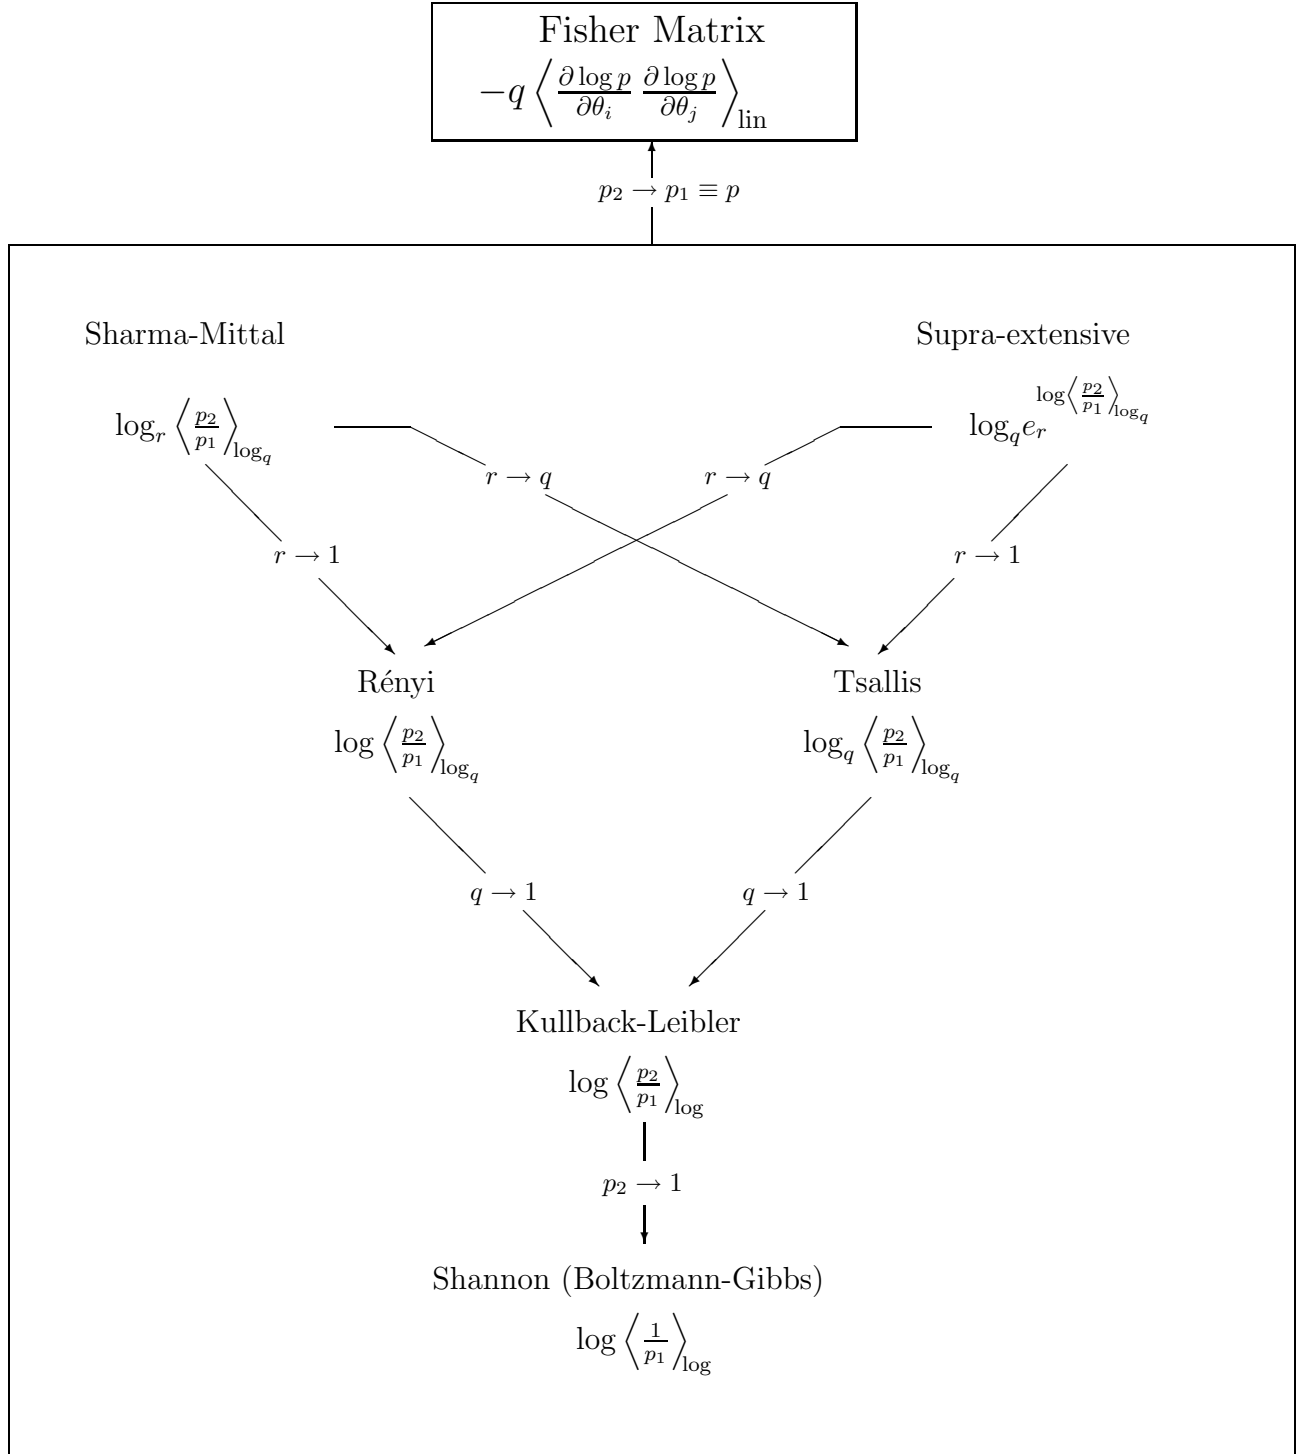 Fisher Matrix
−q ⟨ ∂ log p / ∂θ_i  ∂ log p / ∂θ_j ⟩_lin
p_2 → p_1 ≡ p
Sharma-Mittal Supra-extensive
log_r ⟨ p_2 / p_1 ⟩_{log_q} log_q e_r^{log ⟨ p_2 / p_1 ⟩_{log_q}}
r → q r → q
r → 1 r → 1
Rényi Tsallis
log ⟨ p_2 / p_1 ⟩_{log_q} log_q ⟨ p_2 / p_1 ⟩_{log_q}
q → 1 q → 1
Kullback-Leibler
log ⟨ p_2 / p_1 ⟩_log
p_2 → 1
Shannon (Boltzmann-Gibbs)
log ⟨ 1 / p_1 ⟩_log